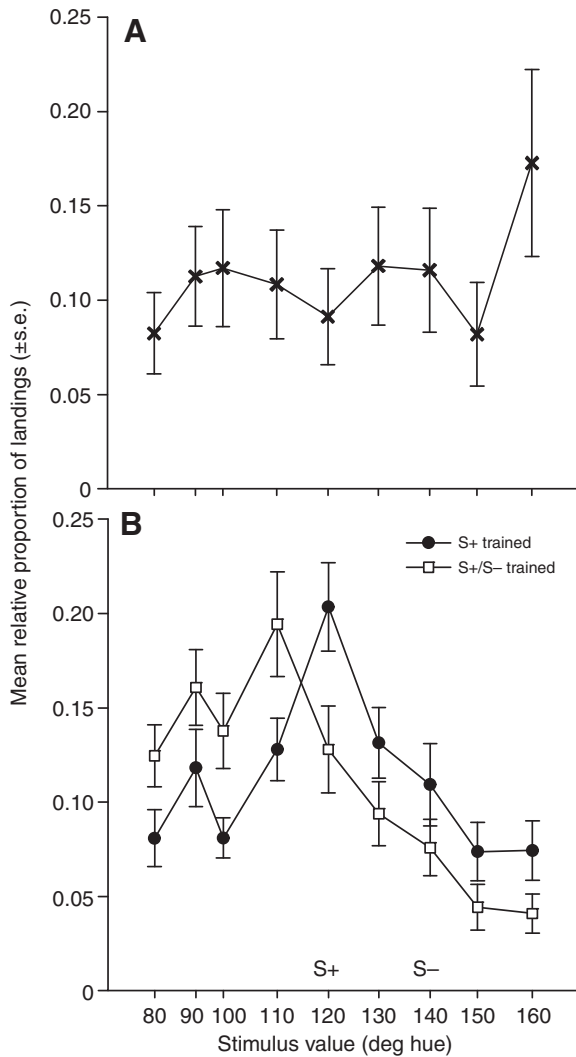 A
0.25
0.20
0.15
0.10
0.05
0
Mean relative proportion of landings (±s.e.)
B
0.25
0.20
0.15
0.10
0.05
0
S+ trained
S+/S– trained
S+ S–
80 90 100 110 120 130 140 150 160
Stimulus value (deg hue)